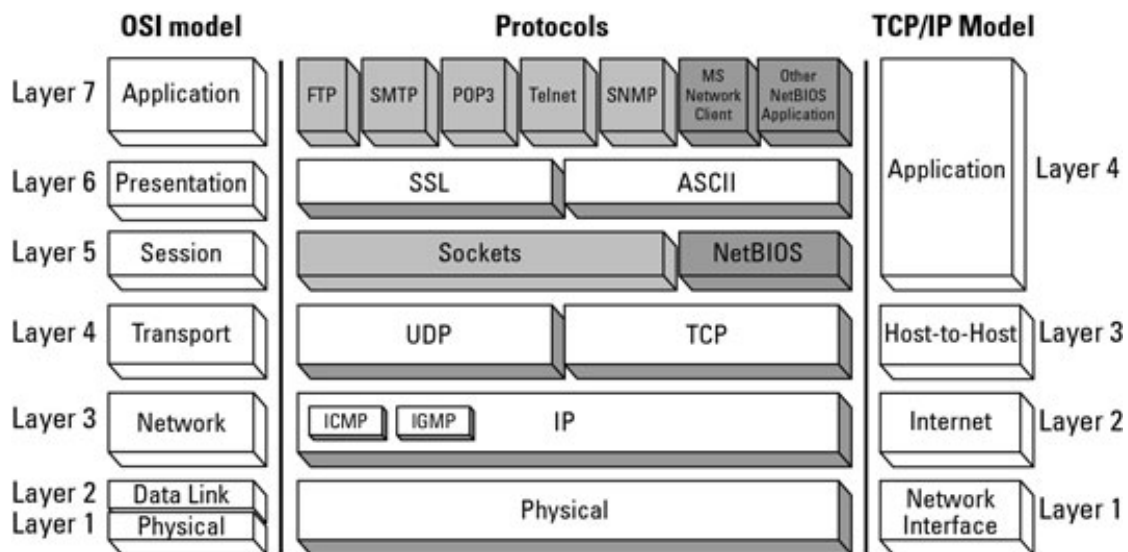 OSI model Protocols TCP/IP Model
Layer 7 Application FTP SMTP POP3 Telnet SNMP MS Network Client Other NetBIOS Application
Layer 6 Presentation SSL ASCII Application Layer 4
Layer 5 Session Sockets NetBIOS
Layer 4 Transport UDP TCP Host-to-Host Layer 3
Layer 3 Network ICMP IGMP IP Internet Layer 2
Layer 2 Data Link
Layer 1 Physical Physical Network Interface Layer 1